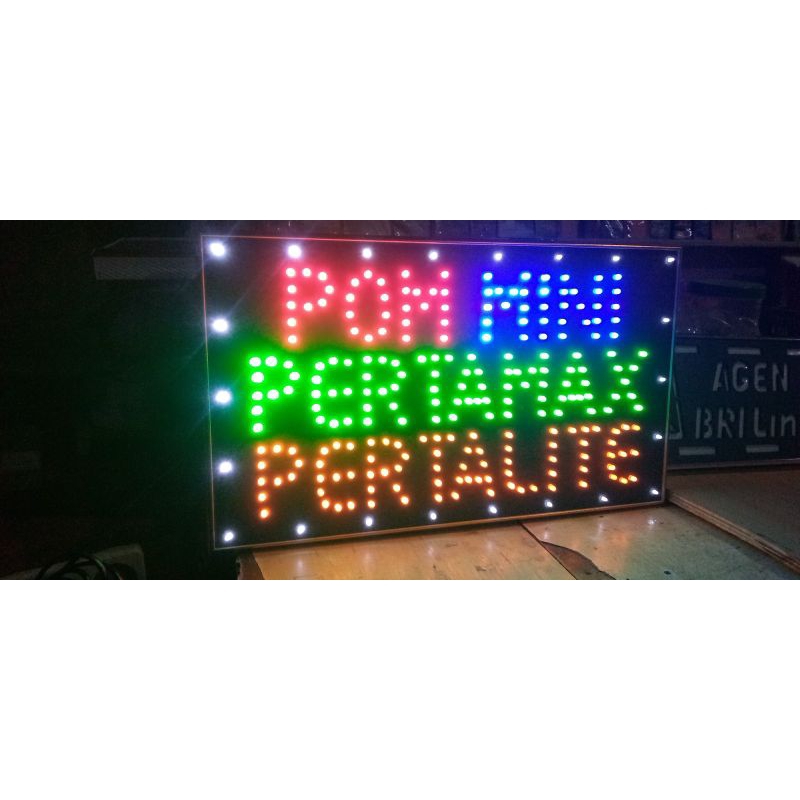 POM MINI
PERTAMAX
PERTALITE
AGEN
BRILin